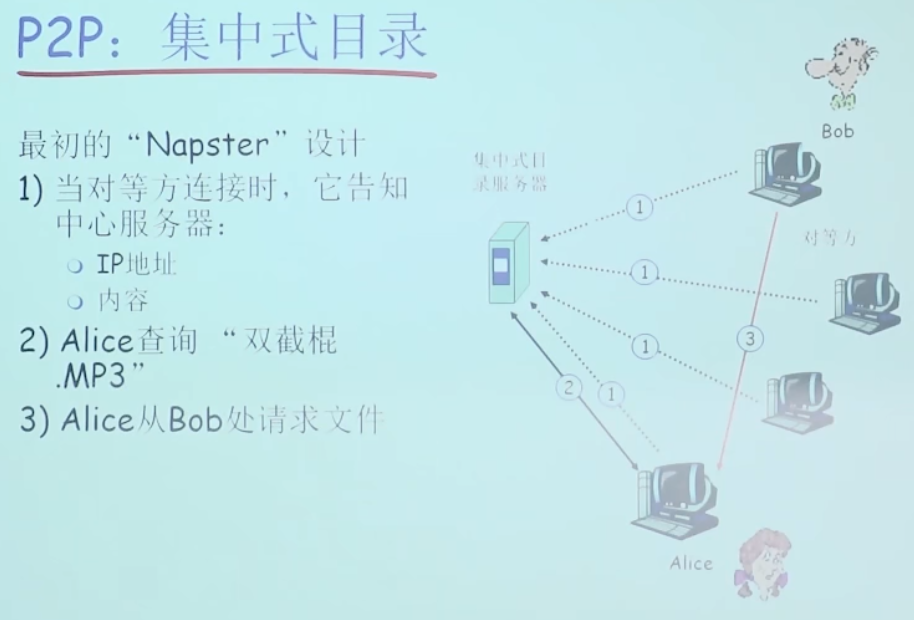 P2P：集中式目录
最初的“Napster”设计
1) 当对等方连接时，它告知
中心服务器：
IP地址
内容
2) Alice查询 “双截棍
.MP3”
3) Alice从Bob处请求文件
集中式目
录服务器
Bob
对等方
1
1
1
3
2
1
Alice